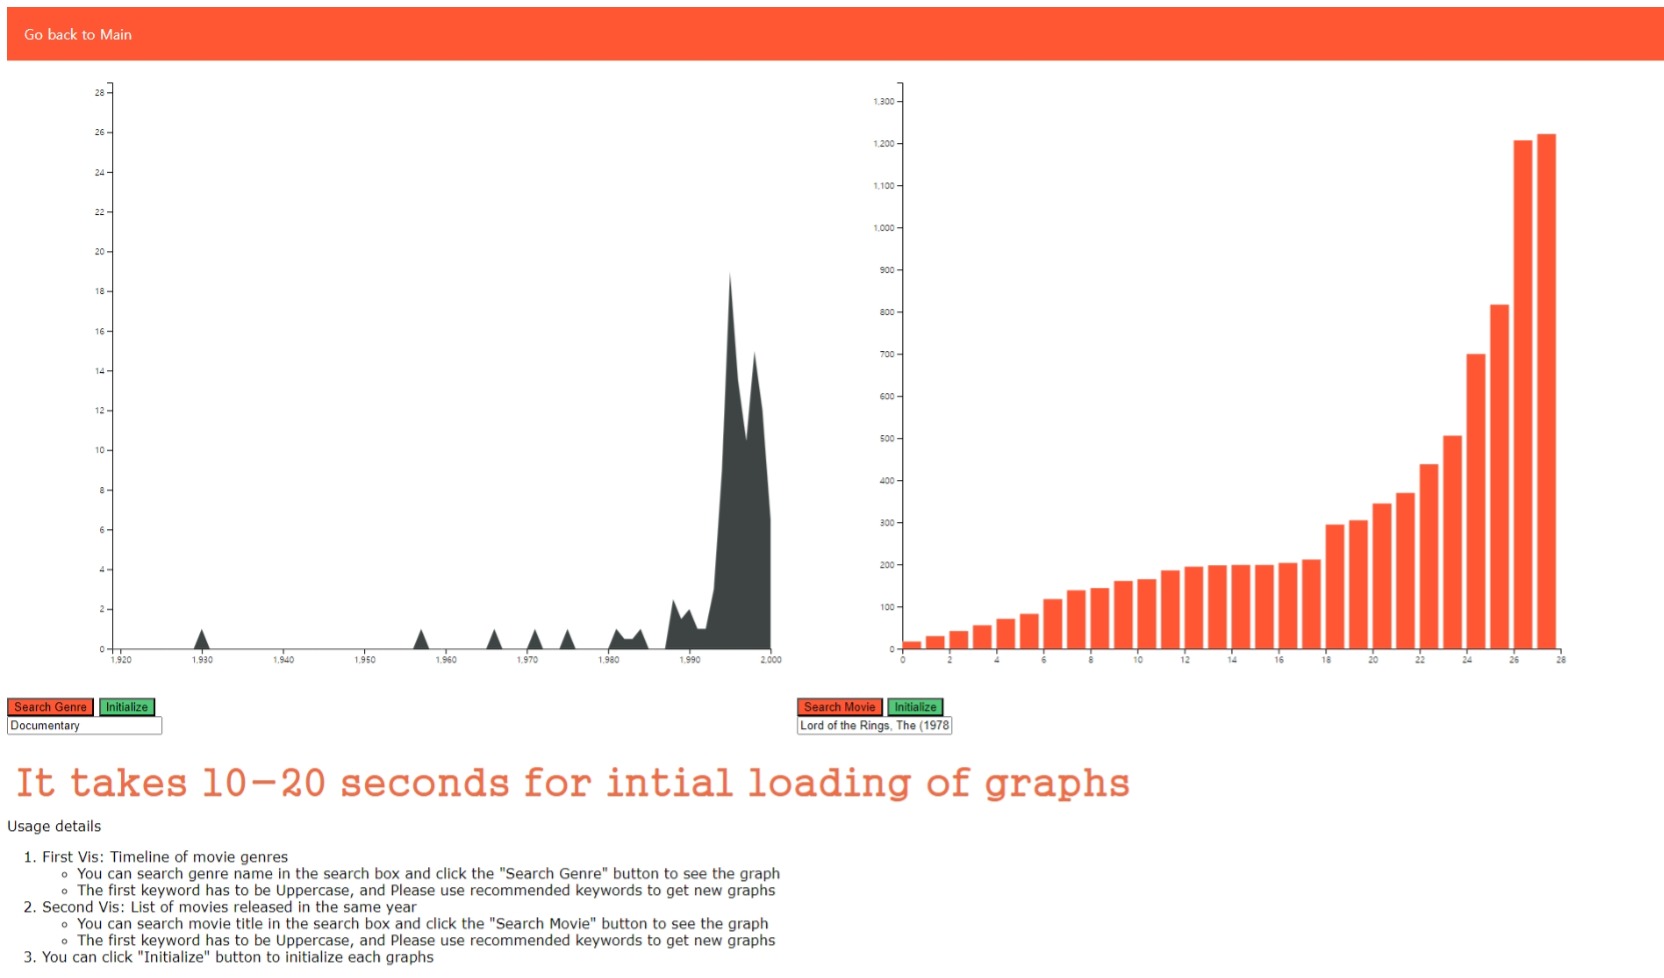 Go back to Main
28
26
24
22
20
18
16
14
12
10
8
6
4
2
0
1,920 1,930 1,940 1,950 1,960 1,970 1,980 1,990 2,000
1,300
1,200
1,100
1,000
900
800
700
600
500
400
300
200
100
0
0 2 4 6 8 10 12 14 16 18 20 22 24 26 28
Search Genre Initialize
Documentary
Search Movie Initialize
Lord of the Rings, The (1978
It takes 10-20 seconds for intial loading of graphs
Usage details
1. First Vis: Timeline of movie genres
You can search genre name in the search box and click the "Search Genre" button to see the graph
The first keyword has to be Uppercase, and Please use recommended keywords to get new graphs
2. Second Vis: List of movies released in the same year
You can search movie title in the search box and click the "Search Movie" button to see the graph
The first keyword has to be Uppercase, and Please use recommended keywords to get new graphs
3. You can click "Initialize" button to initialize each graphs